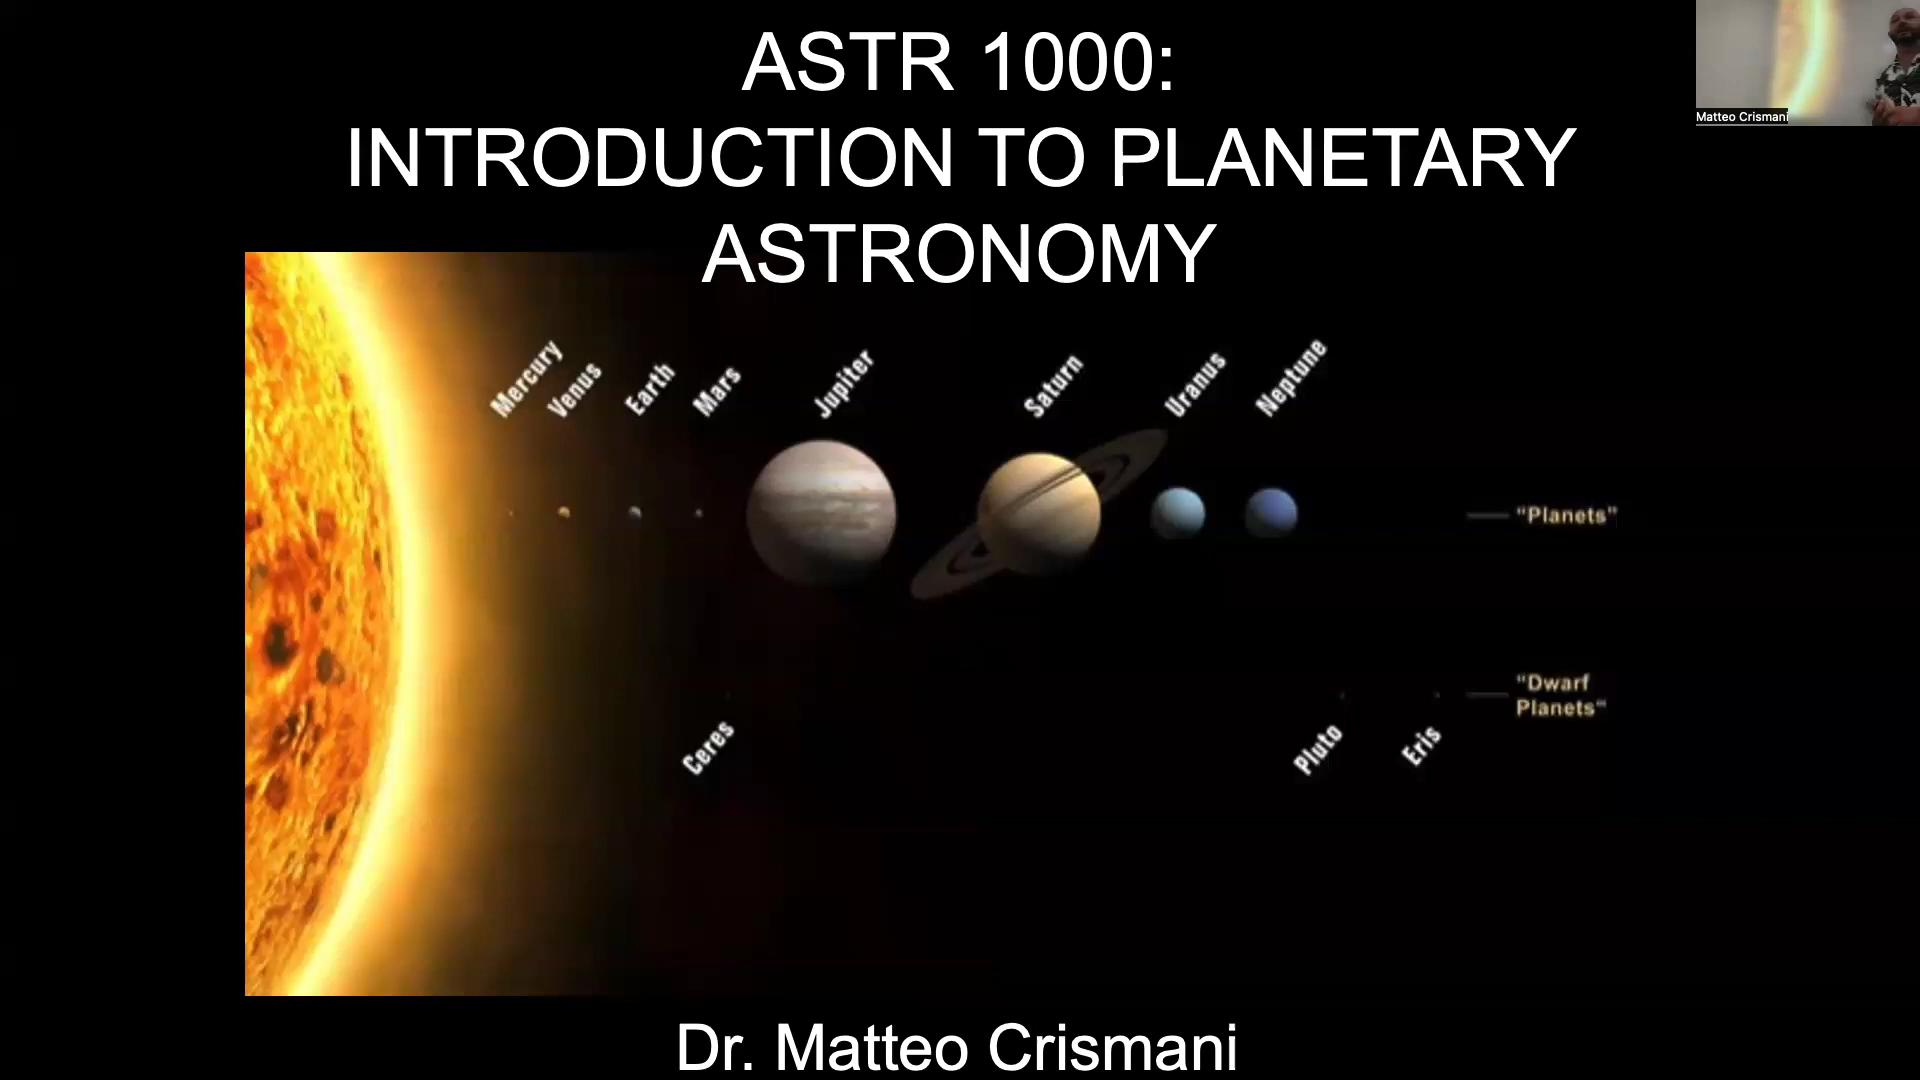 ASTR 1000:
INTRODUCTION TO PLANETARY
ASTRONOMY
Matteo Crismani
Mercury
Venus
Earth
Mars
Jupiter
Saturn
Uranus
Neptune
"Planets"
"Dwarf
Planets"
Ceres
Pluto
Eris
Dr. Matteo Crismani